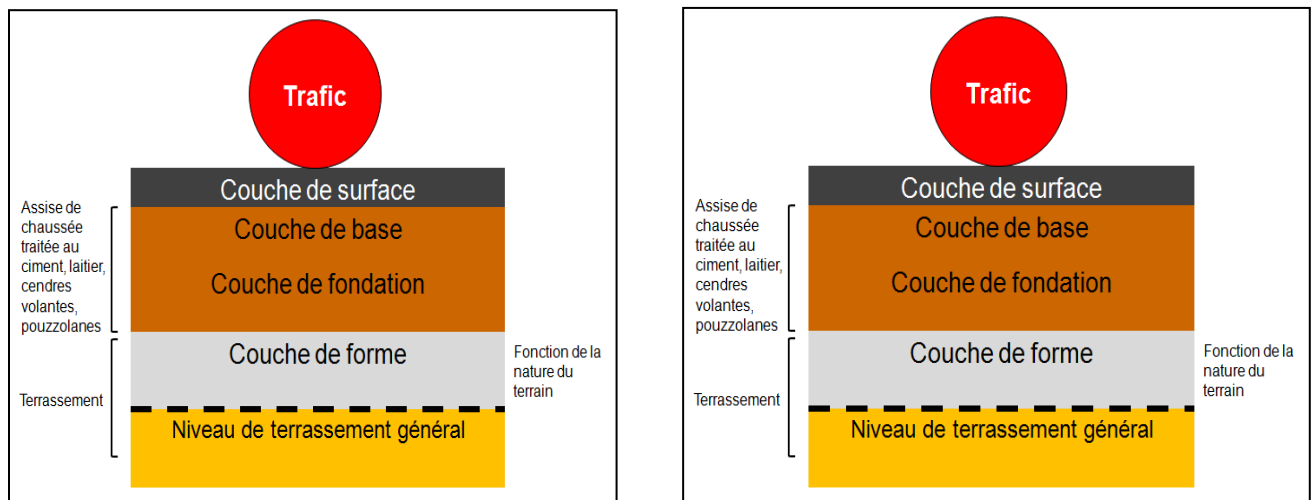 Trafic
Couche de surface
Assise de
chaussée
traitée au
ciment, laitier,
cendres
volantes,
pouzzolanes
Couche de base
Couche de fondation
Couche de forme
Fonction de la
nature du
terrain
Terrassement
Niveau de terrassement général
Trafic
Couche de surface
Assise de
chaussée
traitée au
ciment, laitier,
cendres
volantes,
pouzzolanes
Couche de base
Couche de fondation
Couche de forme
Fonction de la
nature du
terrain
Terrassement
Niveau de terrassement général